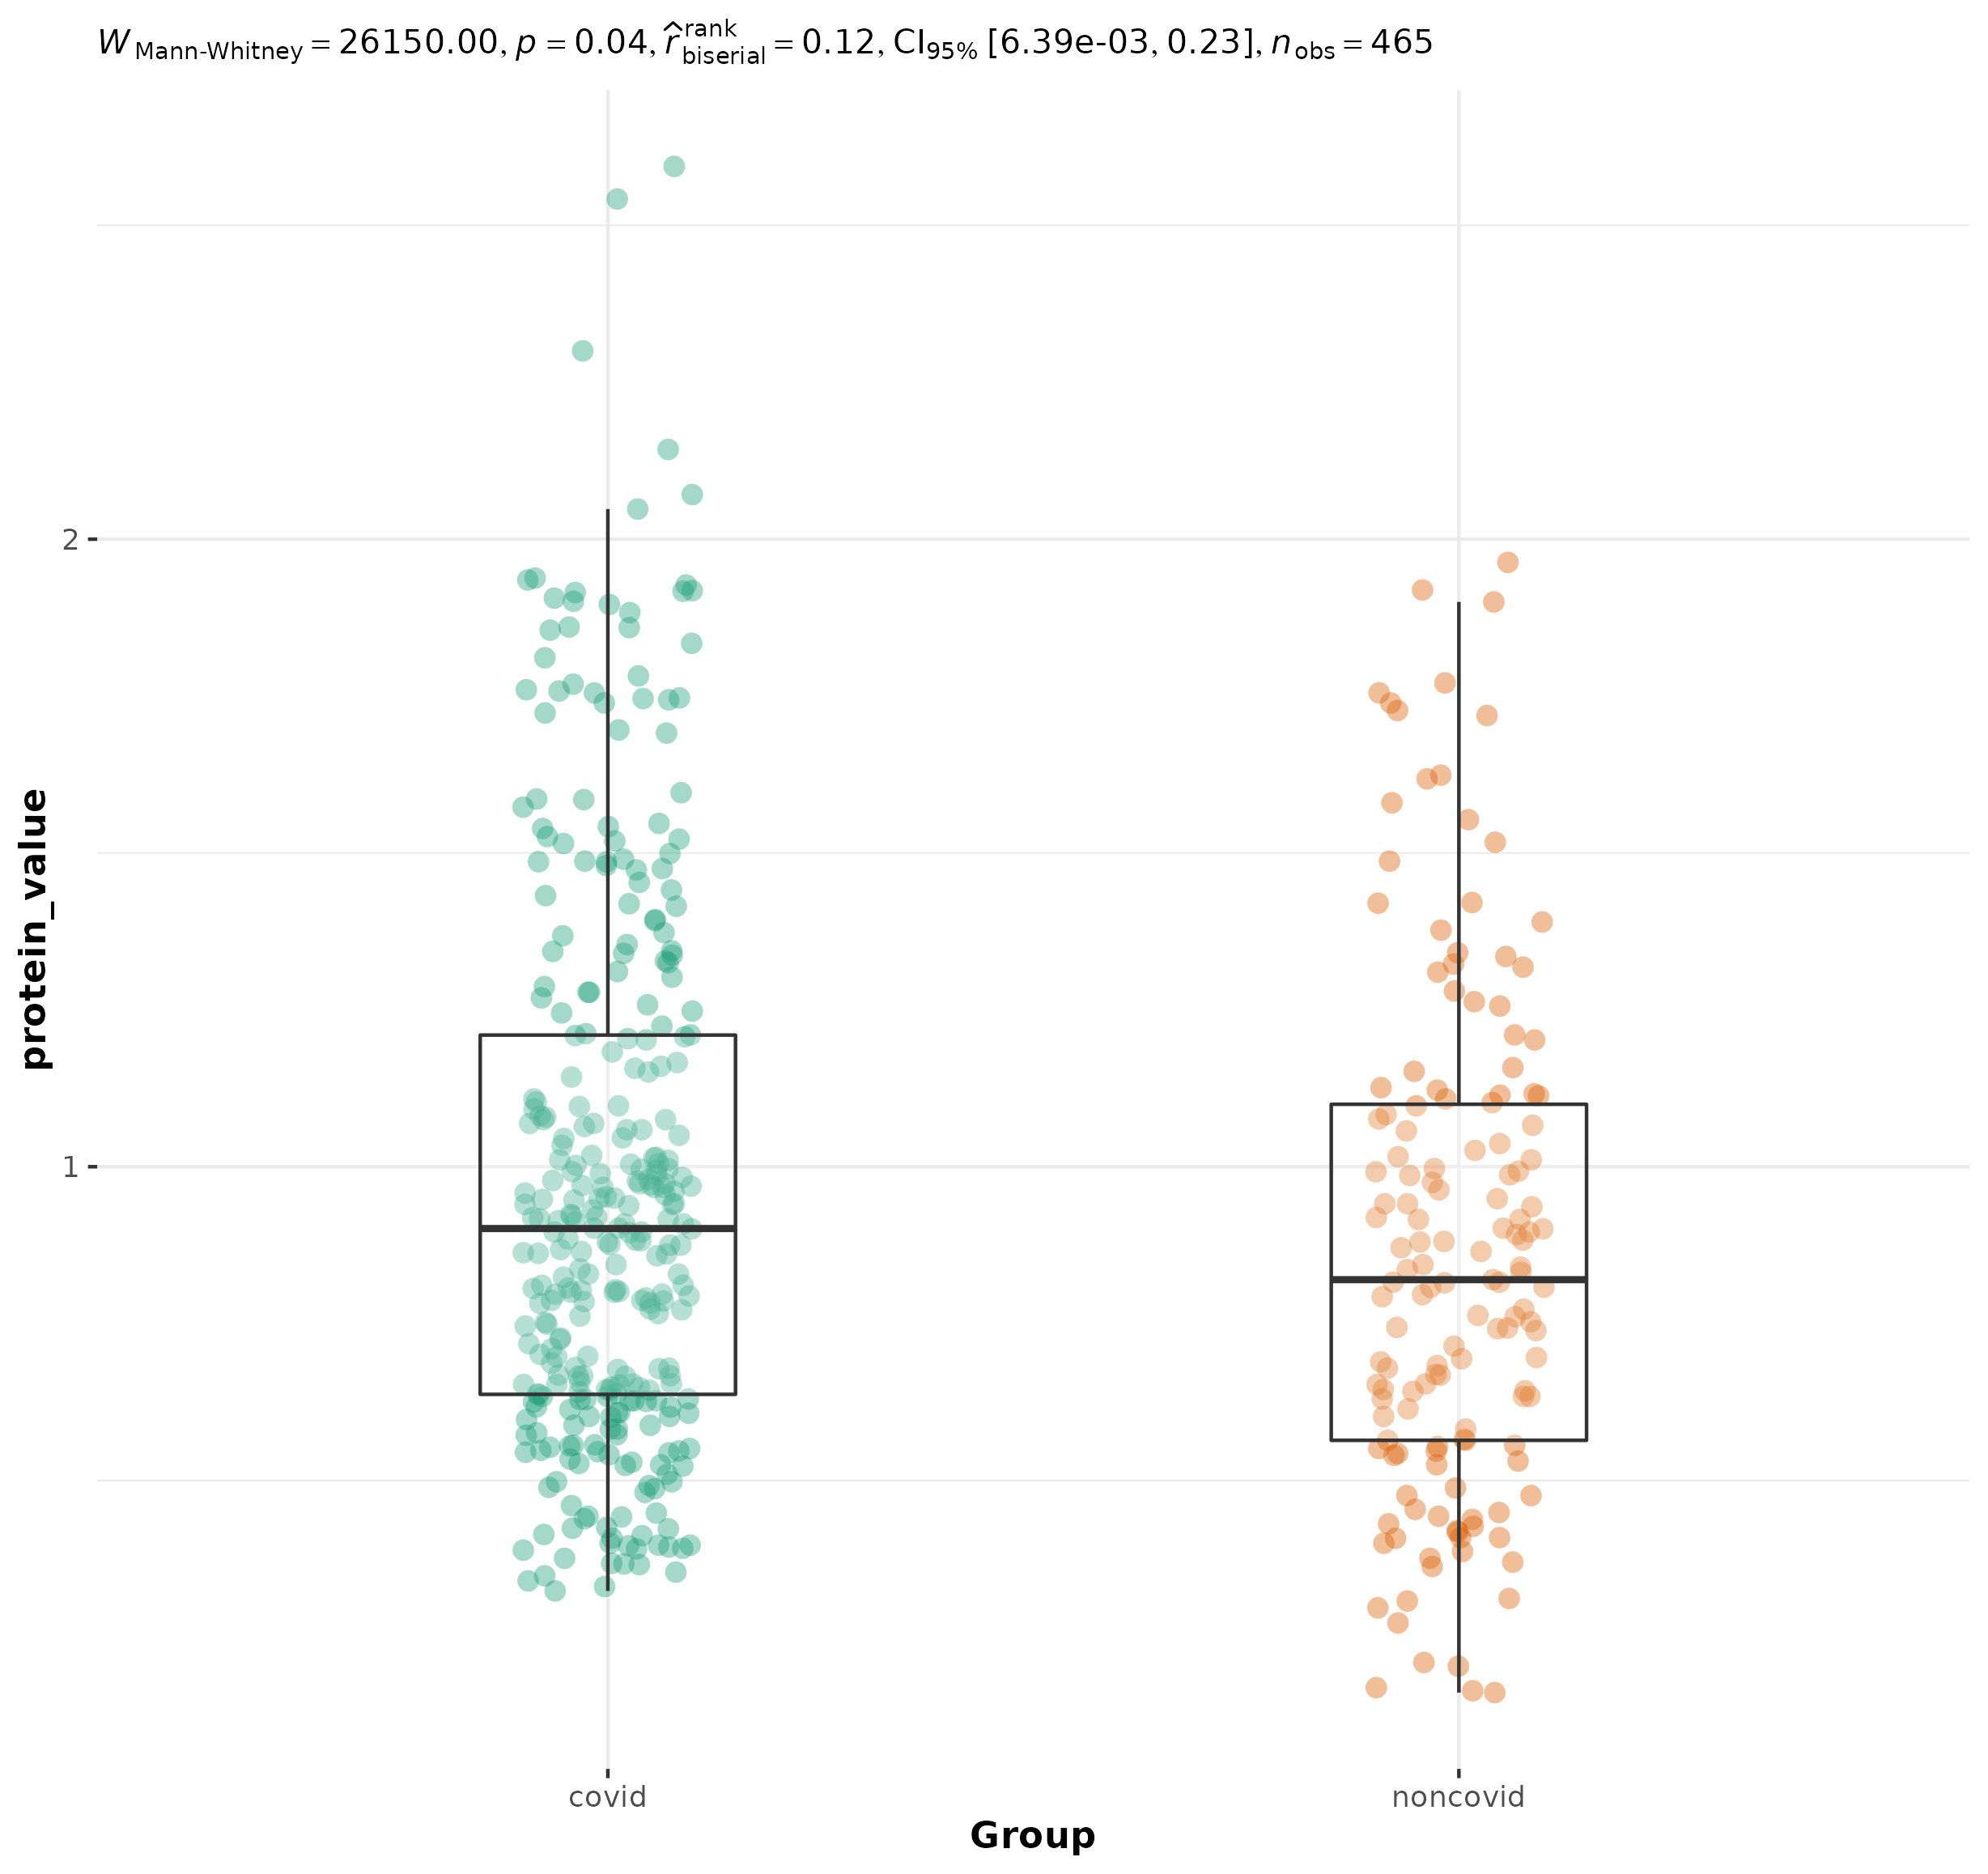 W Mann-Whitney = 26150.00, p = 0.04, r̂ rank biserial = 0.12, CI95% [6.39e-03, 0.23], n obs = 465
protein_value
2
1
covid noncovid
Group